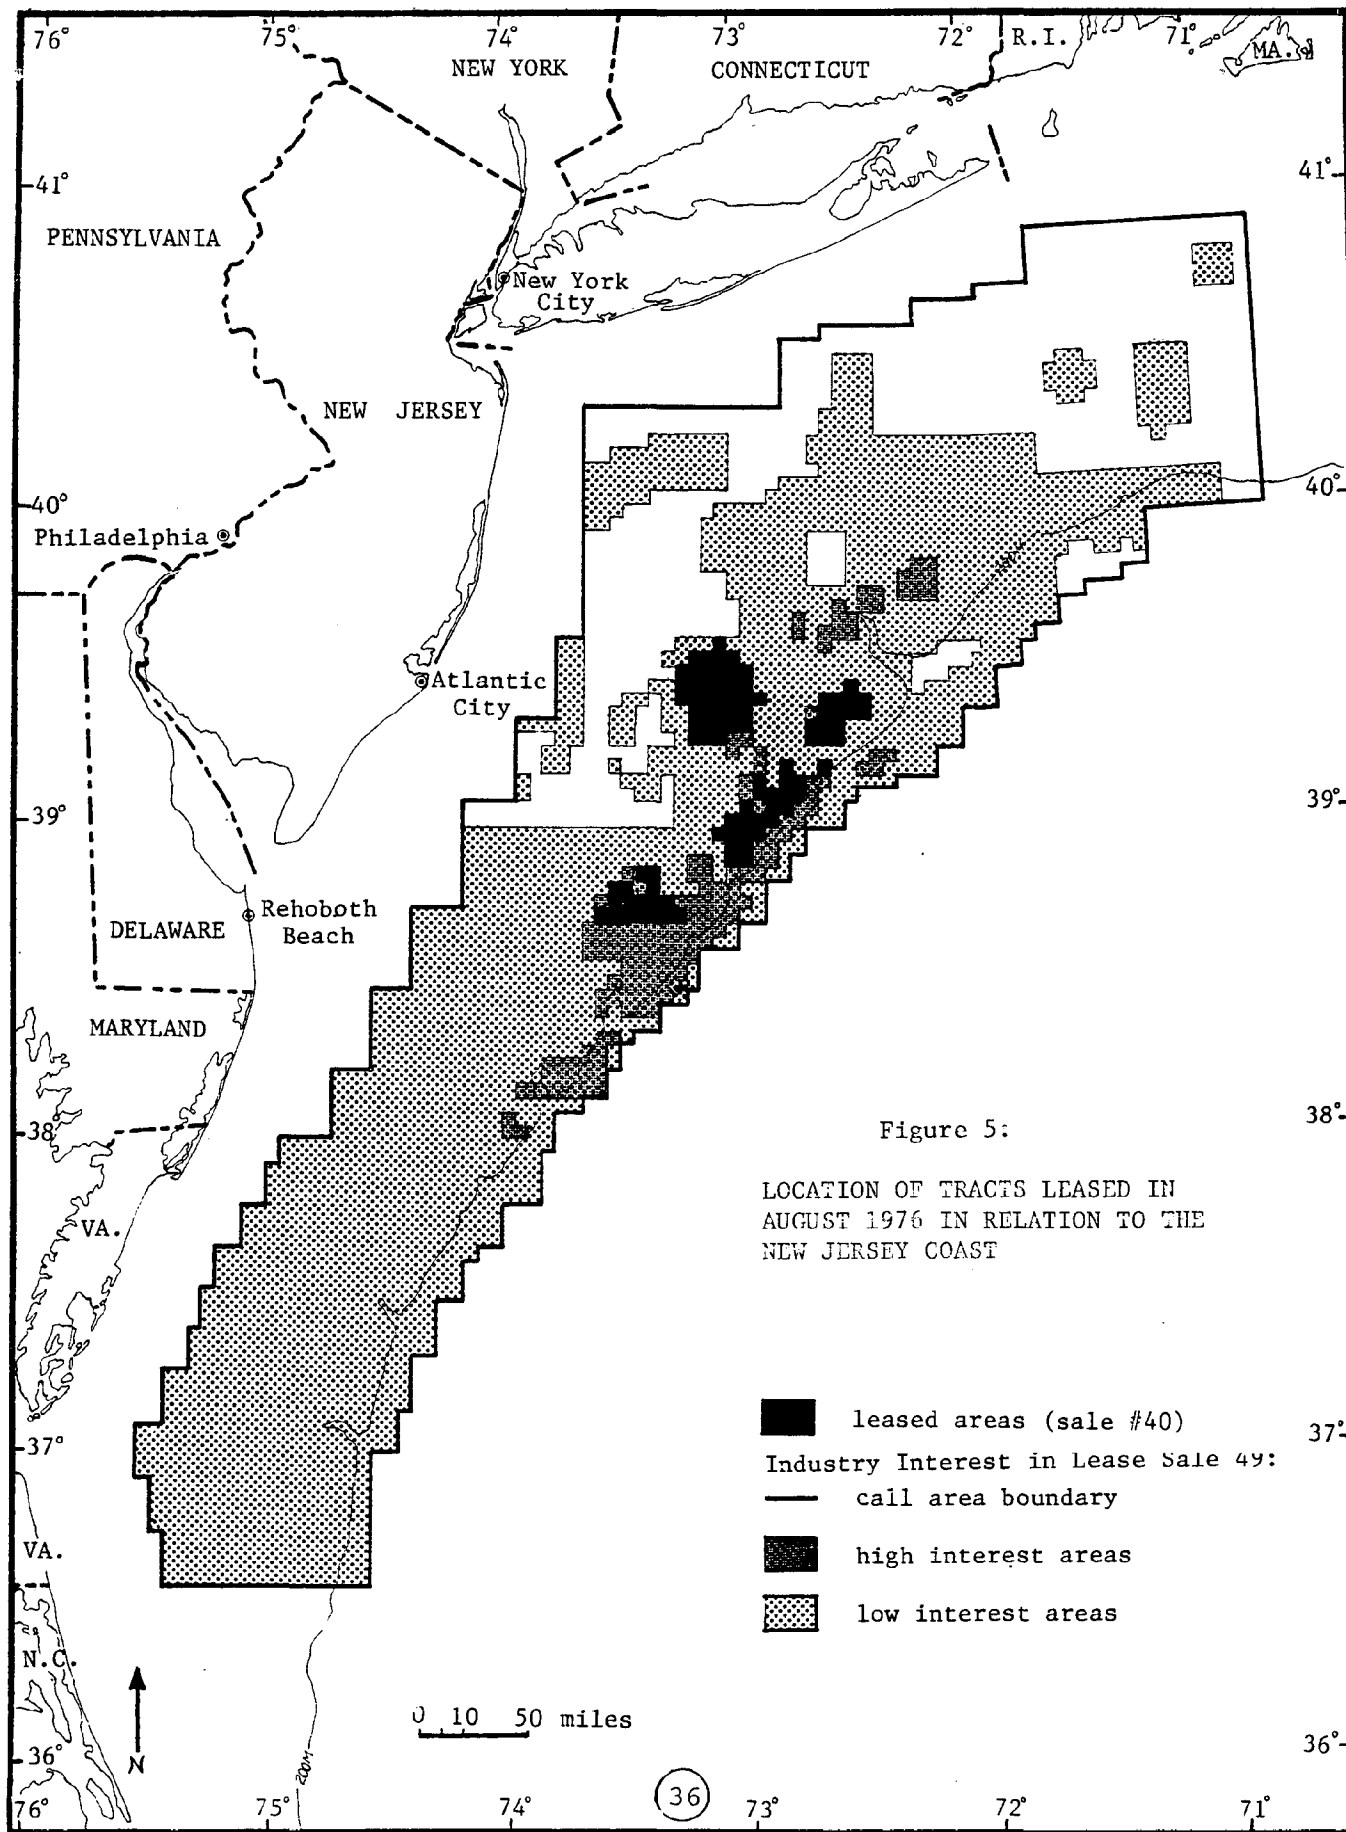 76°
75°
74°
73°
72°
R.I.
71°
MA.
NEW YORK
CONNECTICUT
41°
41°
PENNSYLVANIA
New York
City
NEW JERSEY
40°
40°
Philadelphia
200M
Atlantic
City
39°
39°
Rehoboth
Beach
DELAWARE
MARYLAND
38°
38°
Figure 5:
LOCATION OF TRACTS LEASED IN
AUGUST 1976 IN RELATION TO THE
NEW JERSEY COAST
VA.
leased areas (sale #40)
37°
37°
Industry Interest in Lease Sale 49:
call area boundary
VA.
high interest areas
low interest areas
N.C.
0 10 50 miles
36°
36°
N
200M
76°
75°
74°
36
73°
72°
71°